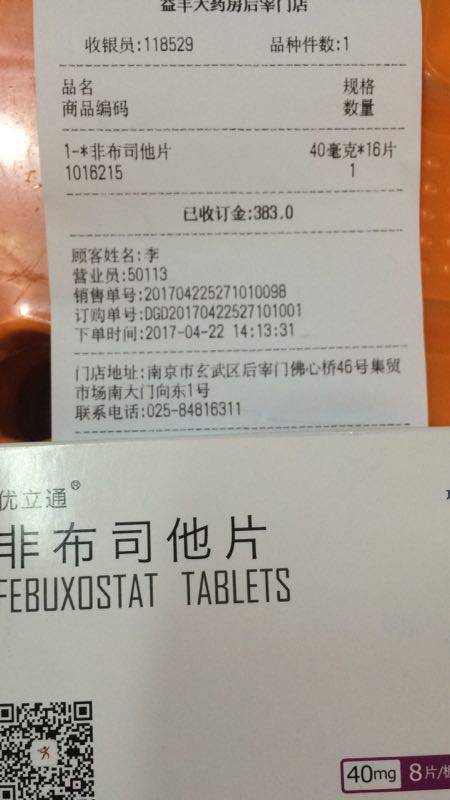 益丰大药房后宰门店
收银员:118529 品种件数:1
品名 规格
商品编码 数量
1-*非布司他片 40毫克*16片
1016215 1
已收订金:383.0
顾客姓名:李
营业员:50113
销售单号:201704225271010098
订购单号:DGD20170422527101001
下单时间:2017-04-22 14:13:31
门店地址:南京市玄武区后宰门佛心桥46号集贸
市场南大门向东1号
联系电话:025-84816311
优立通®
非布司他片
FEBUXOSTAT TABLETS
40mg 8片/板